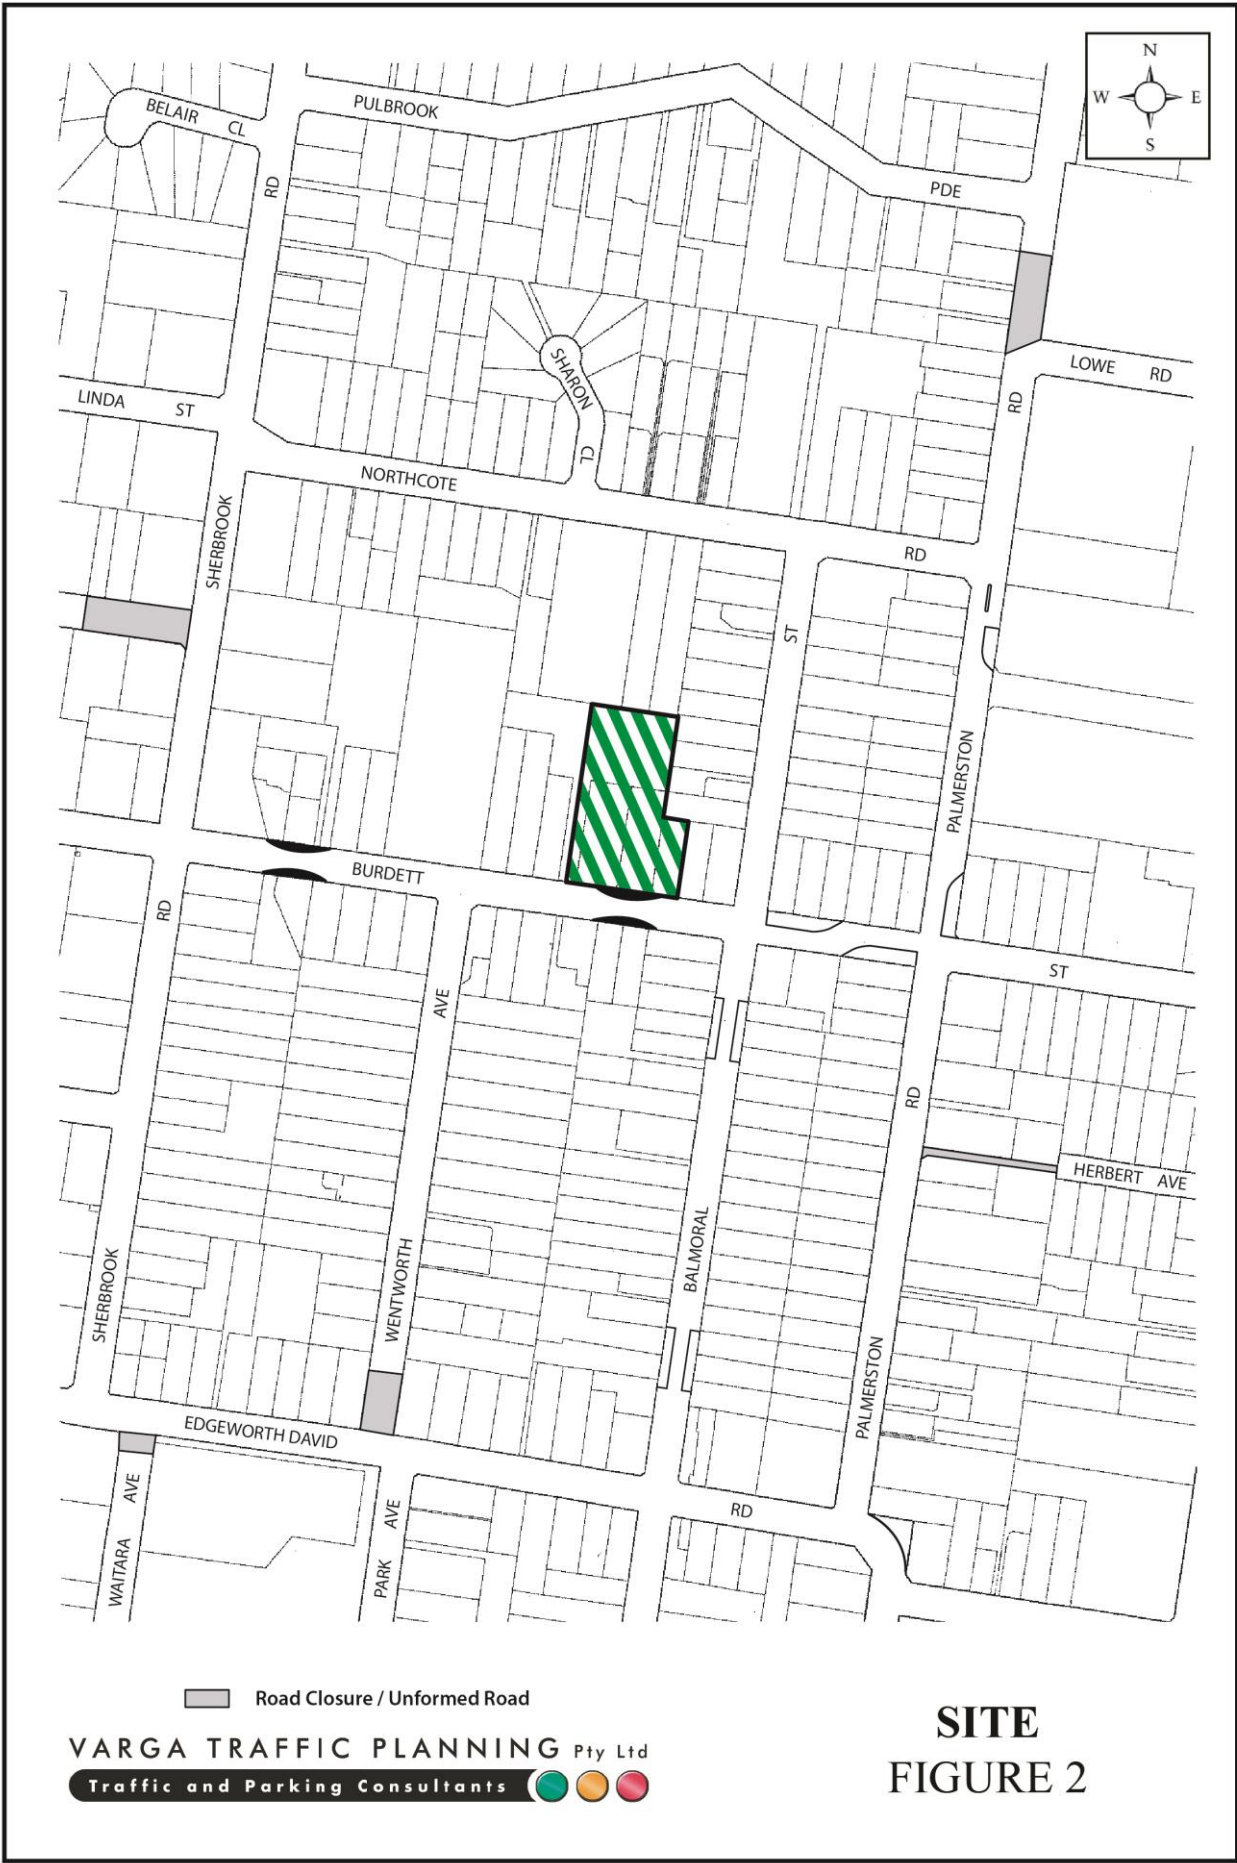 N
W E
S
BELAIR CL
PULBROOK
RD
PDE
SHARON
LOWE RD
RD
LINDA ST
CL
NORTHCOTE
SHERBROOK
RD
ST
PALMERSTON
BURDETT
RD
ST
AVE
RD
HERBERT AVE
BALMORAL
WENTWORTH
SHERBROOK
PALMERSTON
EDGEWORTH DAVID
AVE
AVE
RD
WAITARA
PARK
Road Closure / Unformed Road
VARGA TRAFFIC PLANNING Pty Ltd
Traffic and Parking Consultants
SITE
FIGURE 2